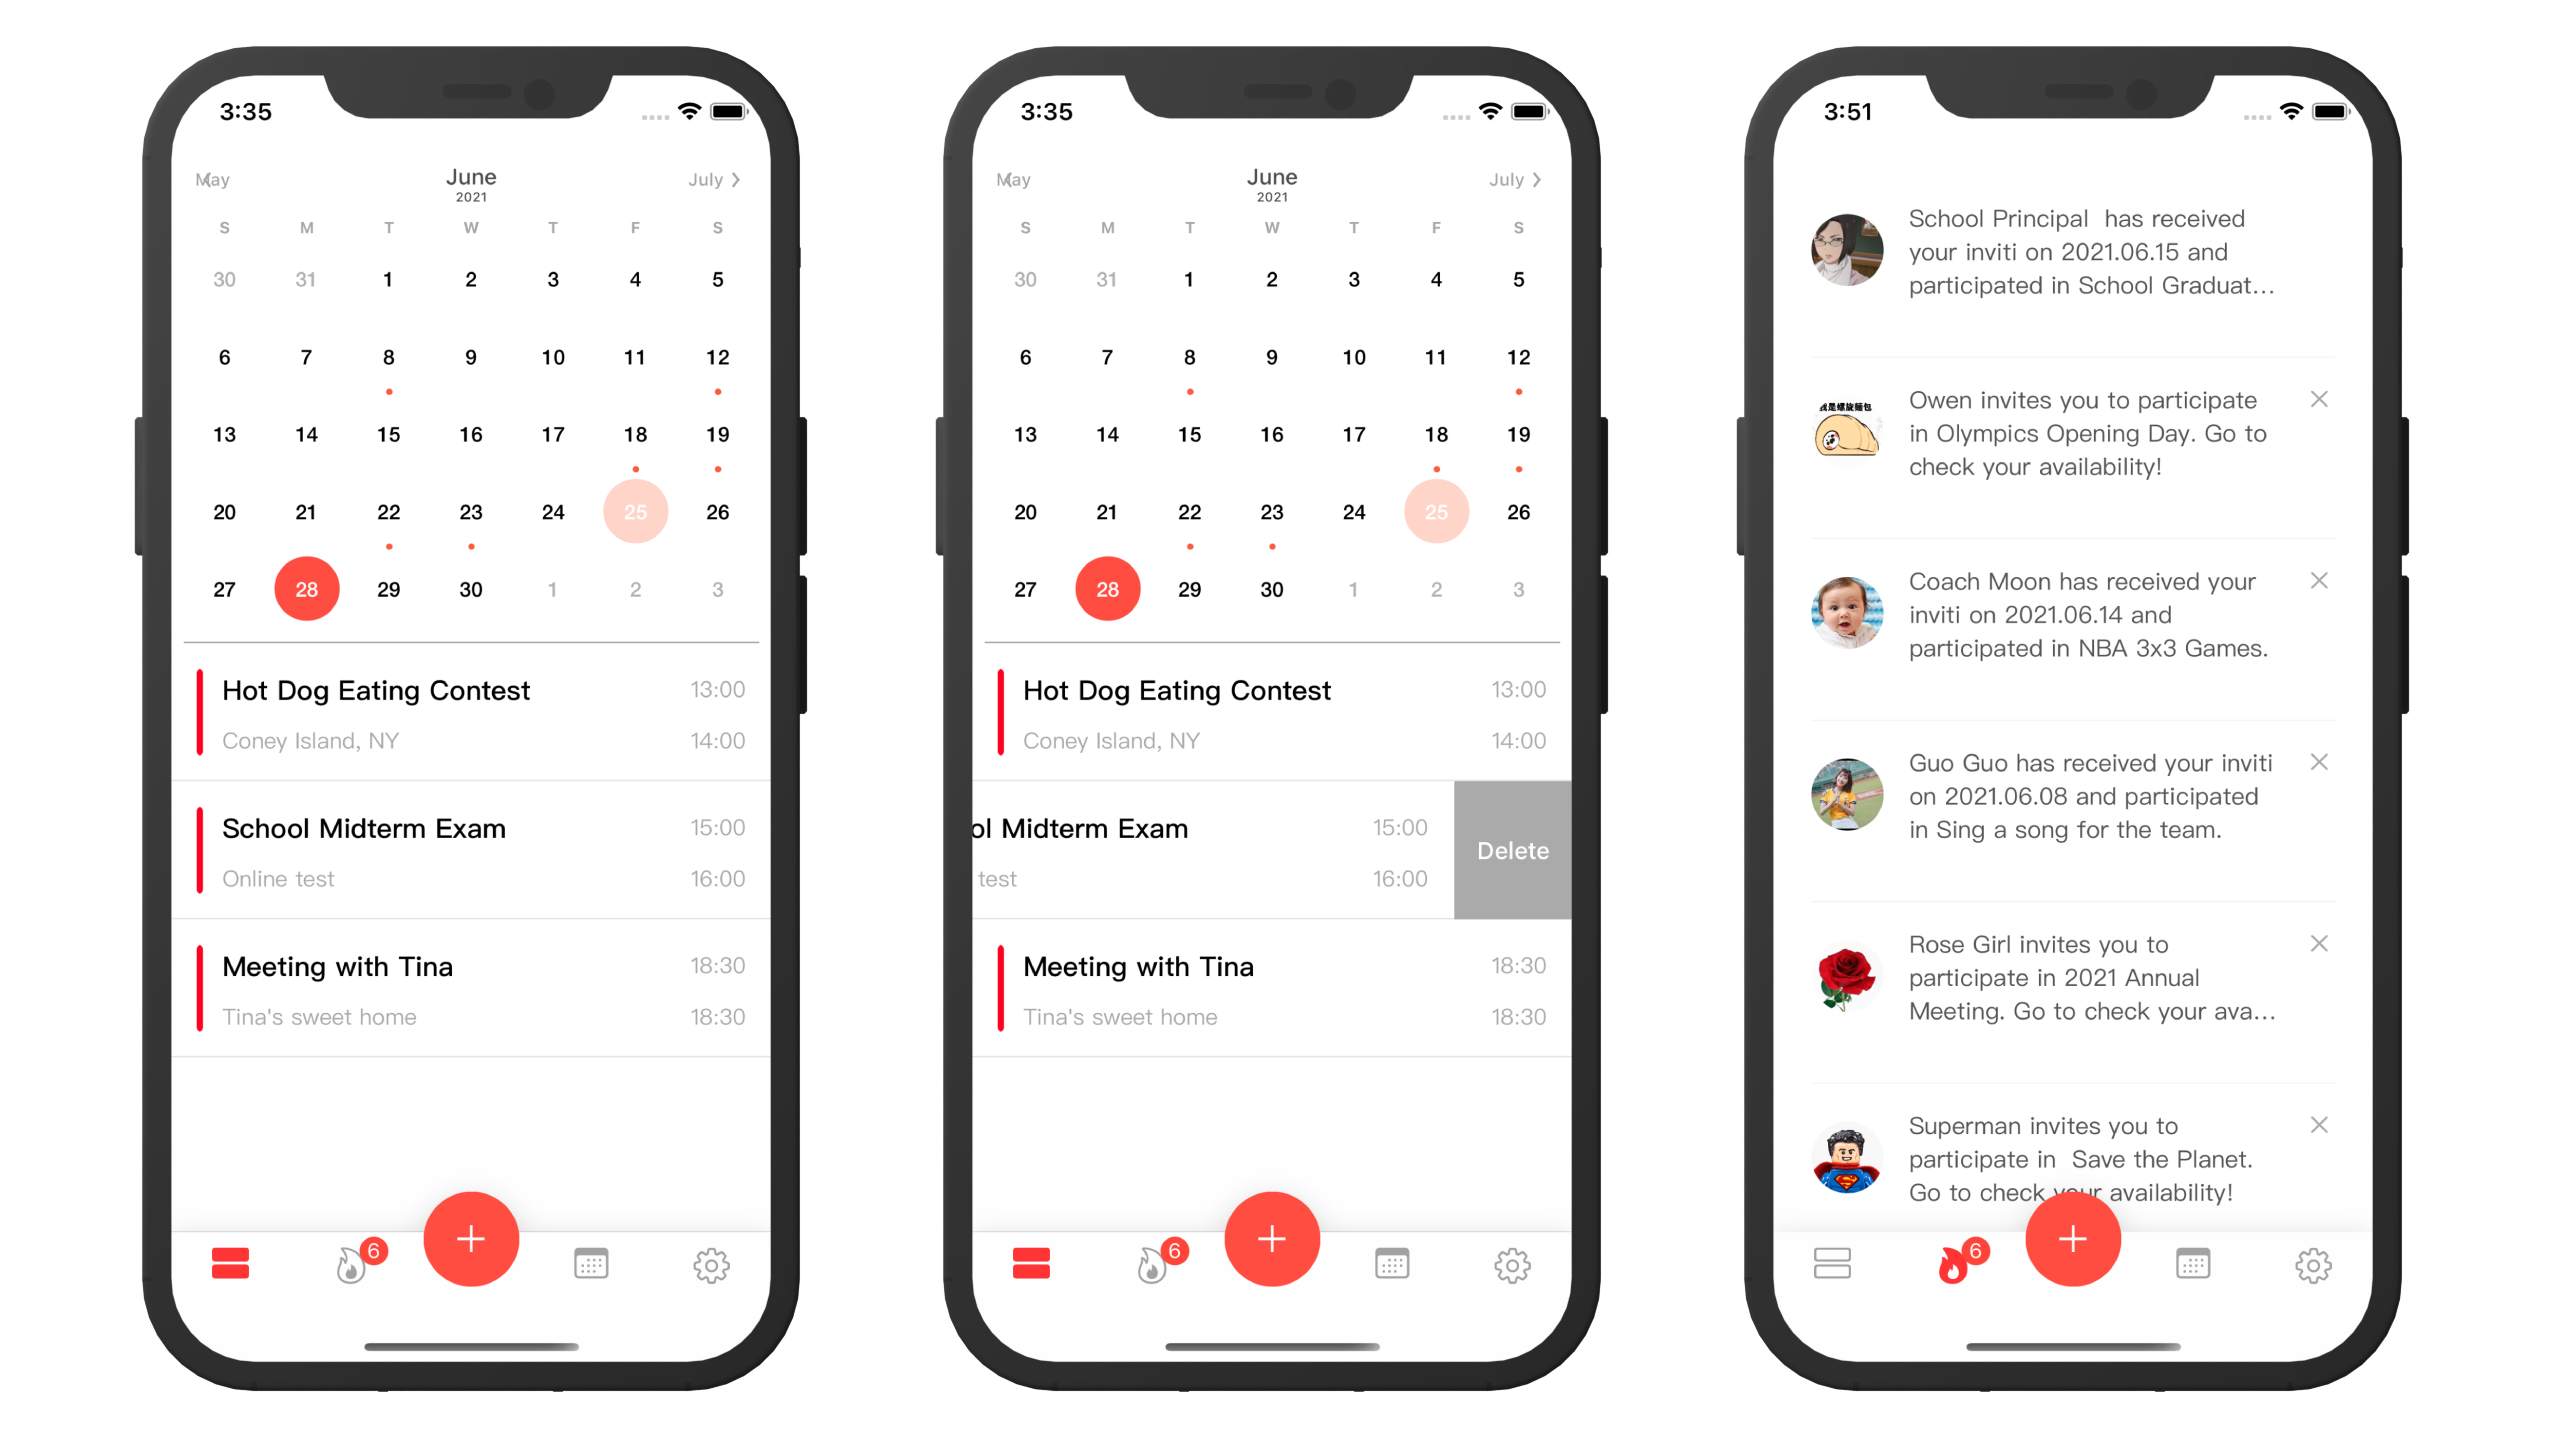 3:35
May
June
July
2021
S M T W T F S
30 31 1 2 3 4 5
6 7 8 9 10 11 12
13 14 15 16 17 18 19
20 21 22 23 24 25 26
27 28 29 30 1 2 3
Hot Dog Eating Contest 13:00
Coney Island, NY 14:00
School Midterm Exam 15:00
Online test 16:00
Meeting with Tina 18:30
Tina's sweet home 18:30
6
+
3:35
May
June
July
2021
S M T W T F S
30 31 1 2 3 4 5
6 7 8 9 10 11 12
13 14 15 16 17 18 19
20 21 22 23 24 25 26
27 28 29 30 1 2 3
Hot Dog Eating Contest 13:00
Coney Island, NY 14:00
ol Midterm Exam 15:00
test 16:00
Delete
Meeting with Tina 18:30
Tina's sweet home 18:30
6
+
3:51
School Principal  has received
your inviti on 2021.06.15 and
participated in School Graduat...
我是螺旋麵包
Owen invites you to participate
in Olympics Opening Day. Go to
check your availability!
Coach Moon has received your
inviti on 2021.06.14 and
participated in NBA 3x3 Games.
Guo Guo has received your inviti
on 2021.06.08 and participated
in Sing a song for the team.
Rose Girl invites you to
participate in 2021 Annual
Meeting. Go to check your ava...
Superman invites you to
participate in  Save the Planet.
Go to check your availability!
6
+